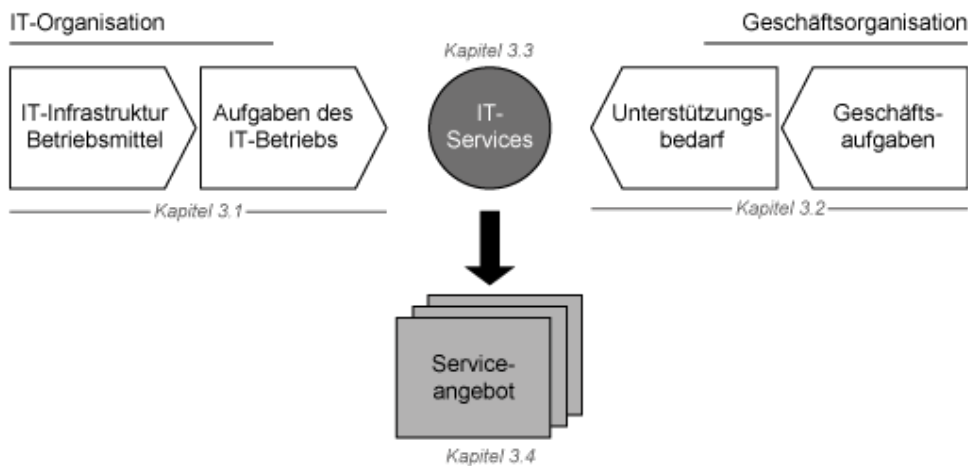 IT-Organisation
Geschäftsorganisation
Kapitel 3.3
IT-Infrastruktur
Betriebsmittel
Aufgaben des
IT-Betriebs
IT-
Services
Unterstützungs-
bedarf
Geschäfts-
aufgaben
Kapitel 3.1
Kapitel 3.2
Service-
angebot
Kapitel 3.4